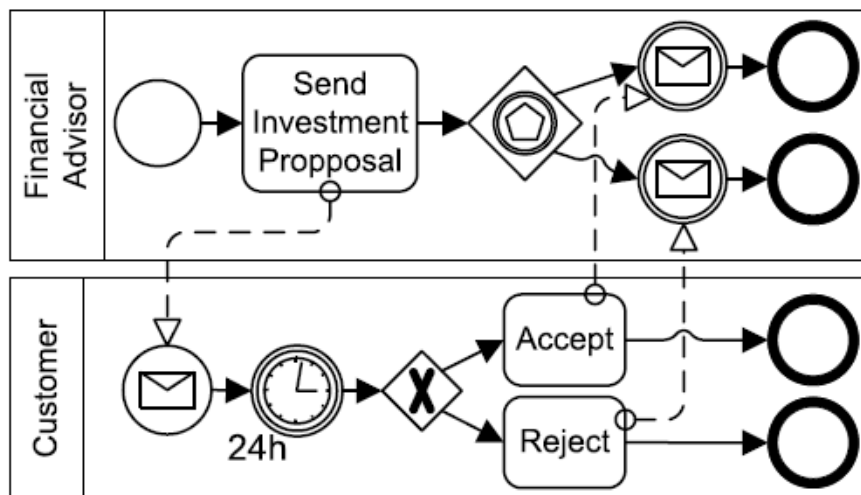 Financial
Advisor
Send
Investment
Propposal
Customer
24h
X
Accept
Reject